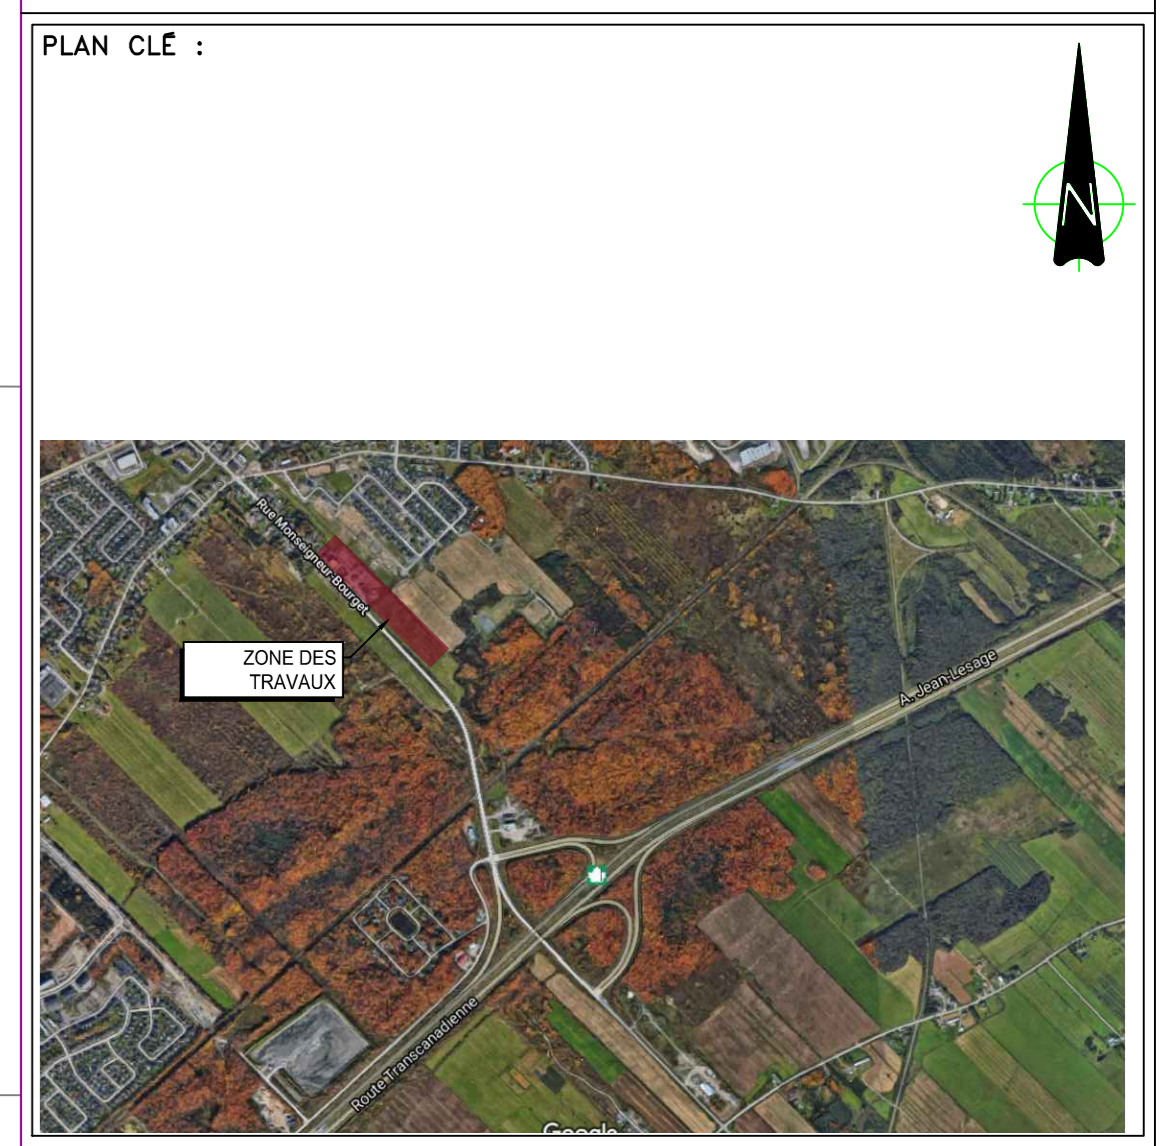 PLAN CLÉ :
N
Rue Monseigneur-Bourget
ZONE DES
TRAVAUX
A. Jean-Lesage
Route Transcanadienne
Google